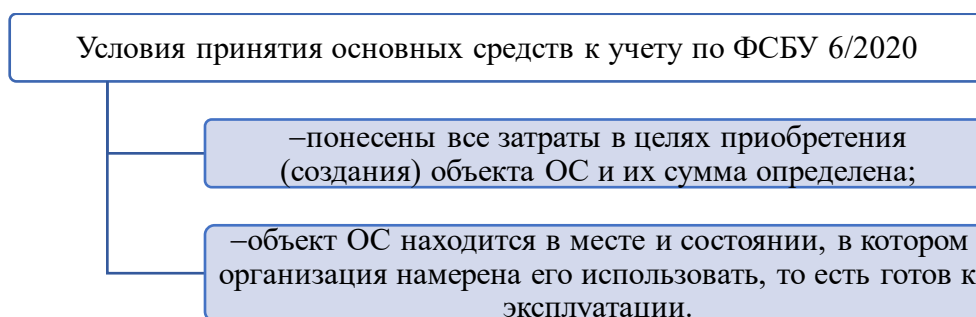 Условия принятия основных средств к учету по ФСБУ 6/2020
–понесены все затраты в целях приобретения
(создания) объекта ОС и их сумма определена;
–объект ОС находится в месте и состоянии, в котором
организация намерена его использовать, то есть готов к
эксплуатации.